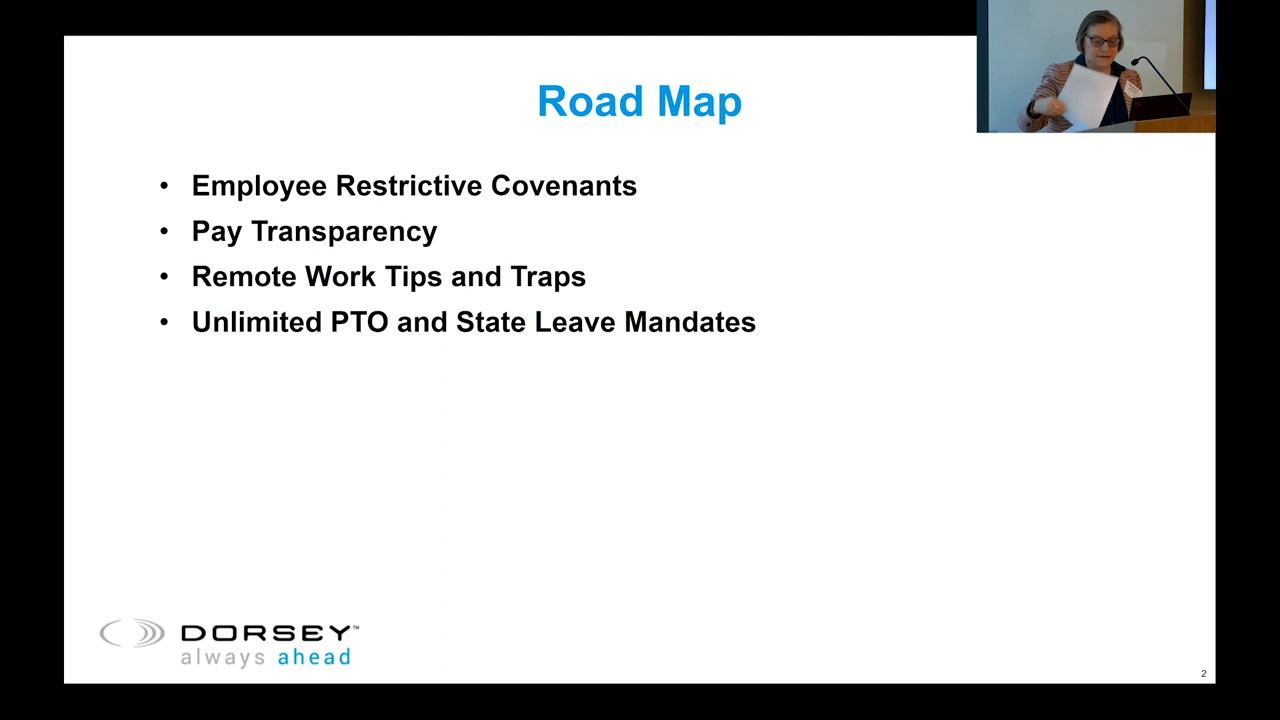 Road Map
• Employee Restrictive Covenants
• Pay Transparency
• Remote Work Tips and Traps
• Unlimited PTO and State Leave Mandates
DORSEY™
always ahead
2